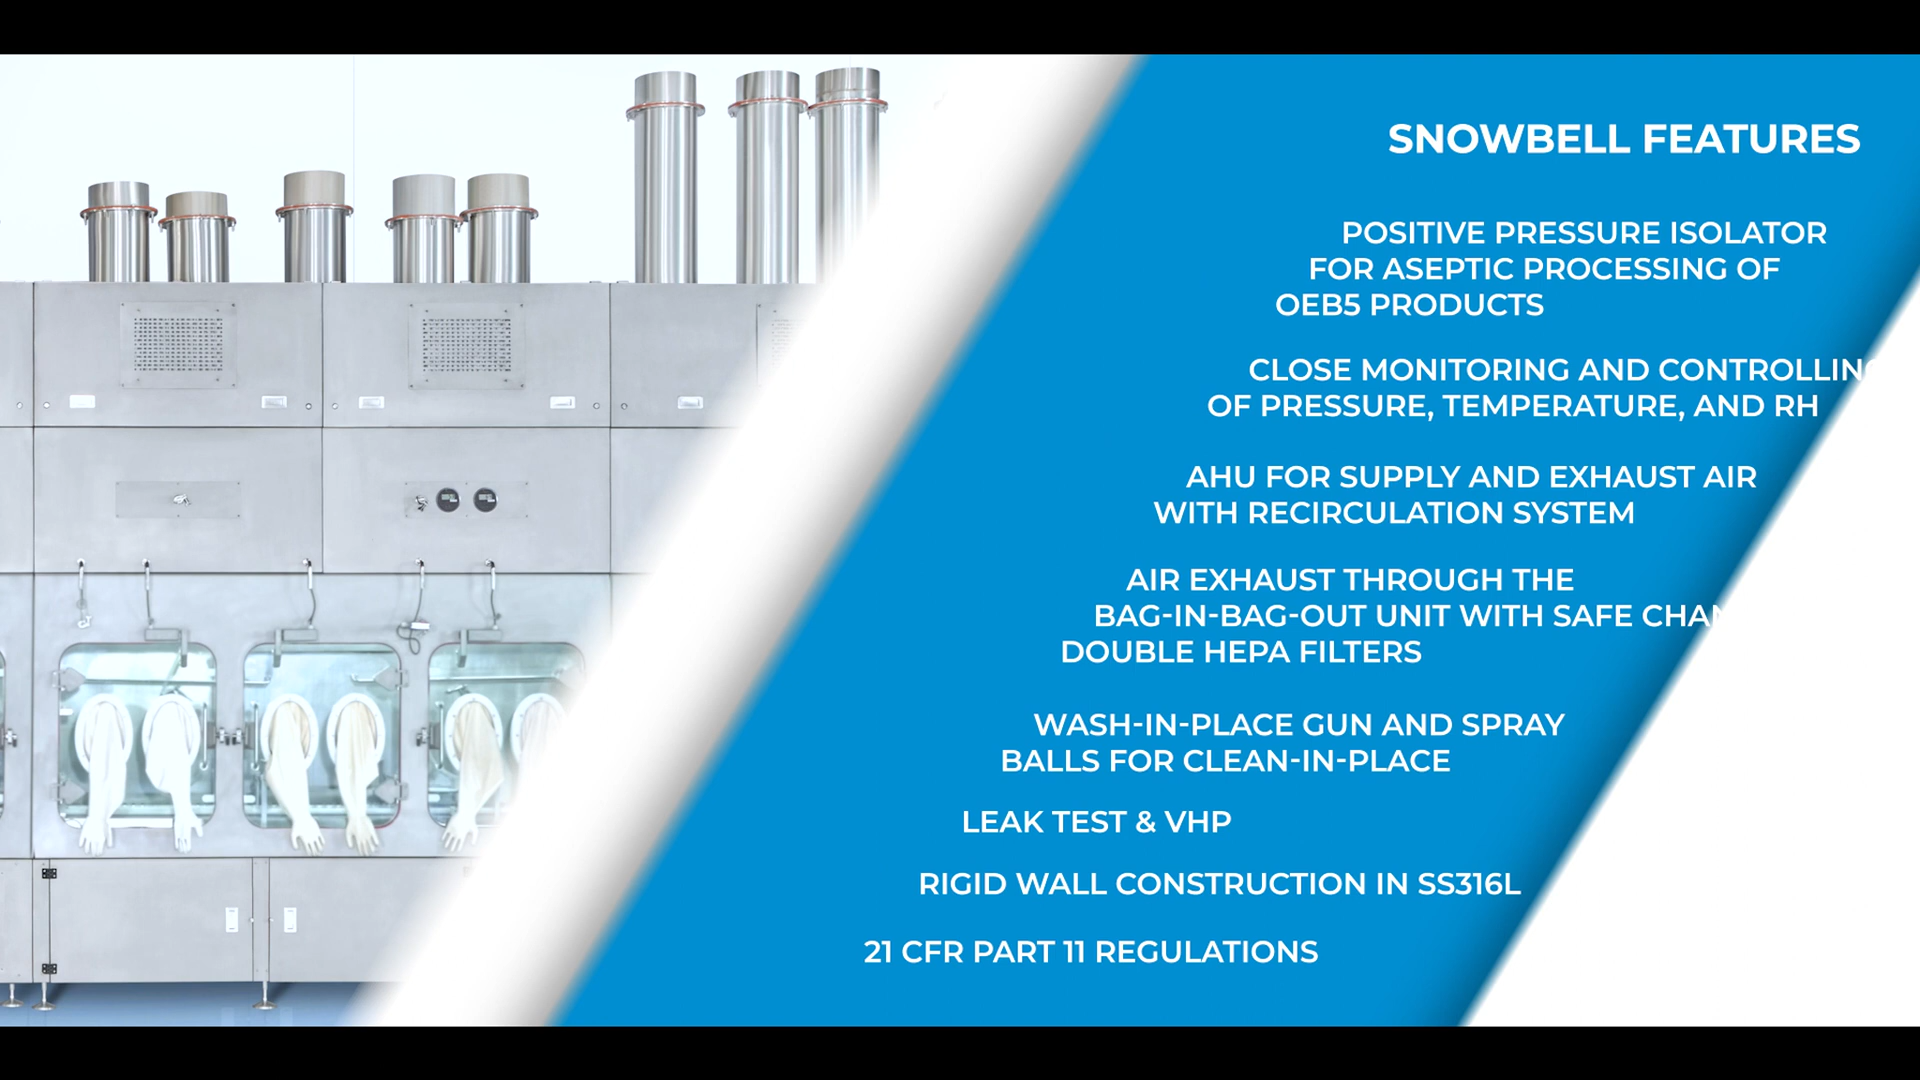 SNOWBELL FEATURES
POSITIVE PRESSURE ISOLATOR
FOR ASEPTIC PROCESSING OF
OEB5 PRODUCTS
CLOSE MONITORING AND CONTROLLING
OF PRESSURE, TEMPERATURE, AND RH
AHU FOR SUPPLY AND EXHAUST AIR
WITH RECIRCULATION SYSTEM
AIR EXHAUST THROUGH THE
BAG-IN-BAG-OUT UNIT WITH SAFE
DOUBLE HEPA FILTERS
WASH-IN-PLACE GUN AND SPRAY
BALLS FOR CLEAN-IN-PLACE
LEAK TEST & VHP
RIGID WALL CONSTRUCTION IN SS316L
21 CFR PART 11 REGULATIONS